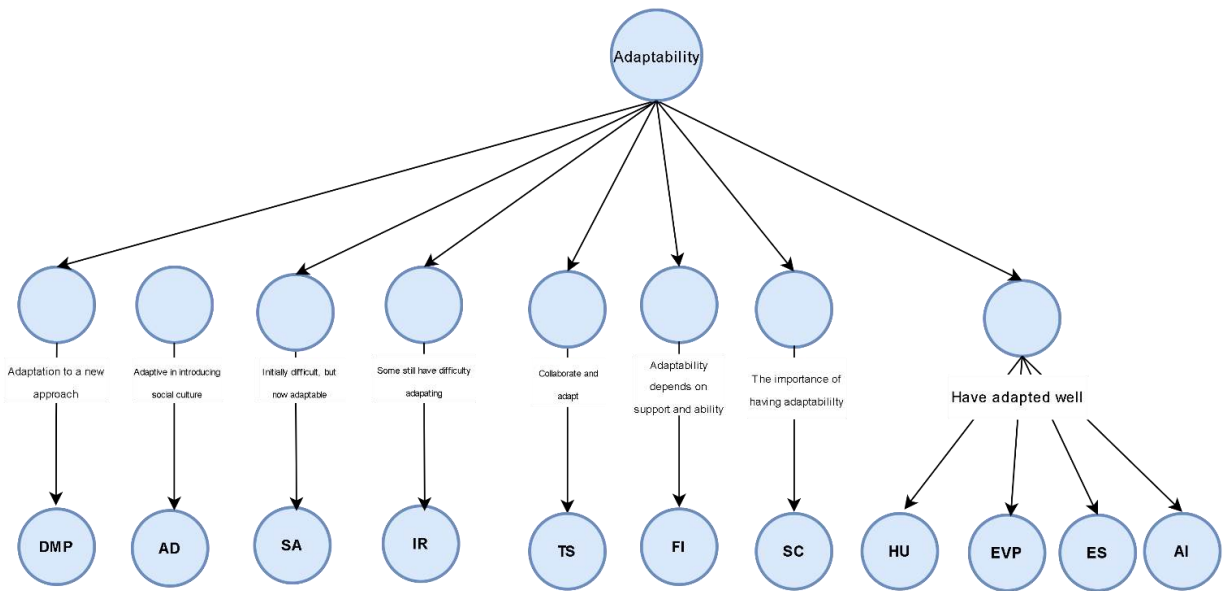 Adaptability
Adaptation to a new
approach
Adaptive in introducing
social culture
Initially difficult, but
now adaptable
Some still have difficulty
adapating
Collaborate and
adapt
Adaptability
depends on
support and ability
The importance of
having adaptabililty
Have adapted well
DMP
AD
SA
IR
TS
FI
SC
HU
EVP
ES
AI